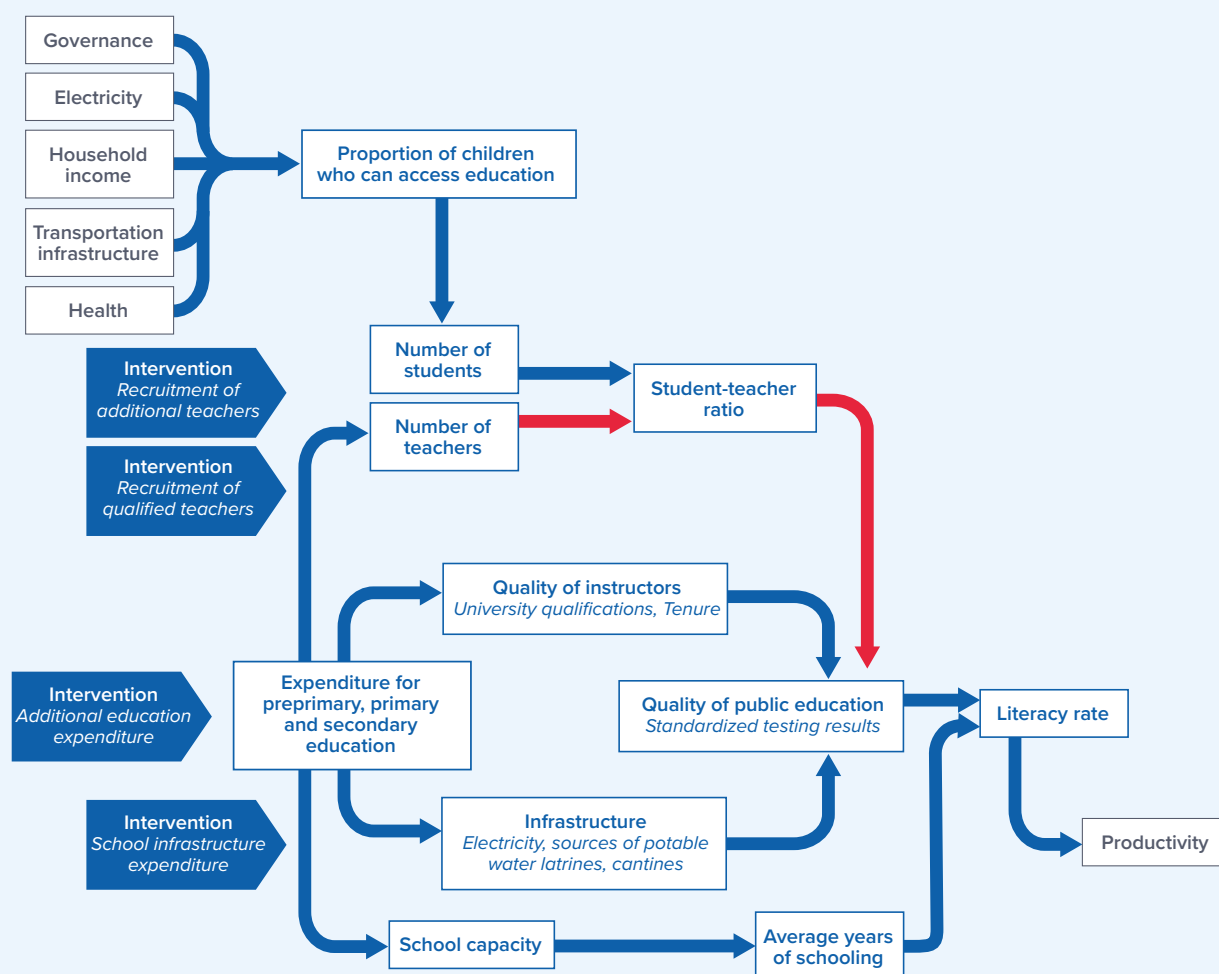 Governance
Electricity
Household
income
Transportation
infrastructure
Health
Proportion of children
who can access education
Intervention
Recruitment of
additional teachers
Intervention
Recruitment of
qualified teachers
Number of
students
Number of
teachers
Student-teacher
ratio
Quality of instructors
University qualifications, Tenure
Intervention
Additional education
expenditure
Expenditure for
preprimary, primary
and secondary
education
Quality of public education
Standardized testing results
Literacy rate
Intervention
School infrastructure
expenditure
Infrastructure
Electricity, sources of potable
water latrines, cantines
Productivity
School capacity
Average years
of schooling